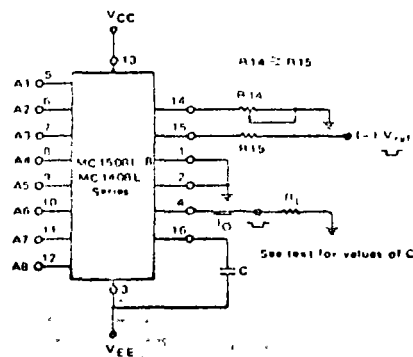 VCC
13
R14 ≅ R15
A1 5
A2 6
A3 7
A4 8
A5 9
A6 10
A7 11
A8 12
MC1508L 8
MC1408L
Series
14
R14
15
R15
(-) Vref
1
2
4
IO
RL
16
C
See text for values of C
3
VEE